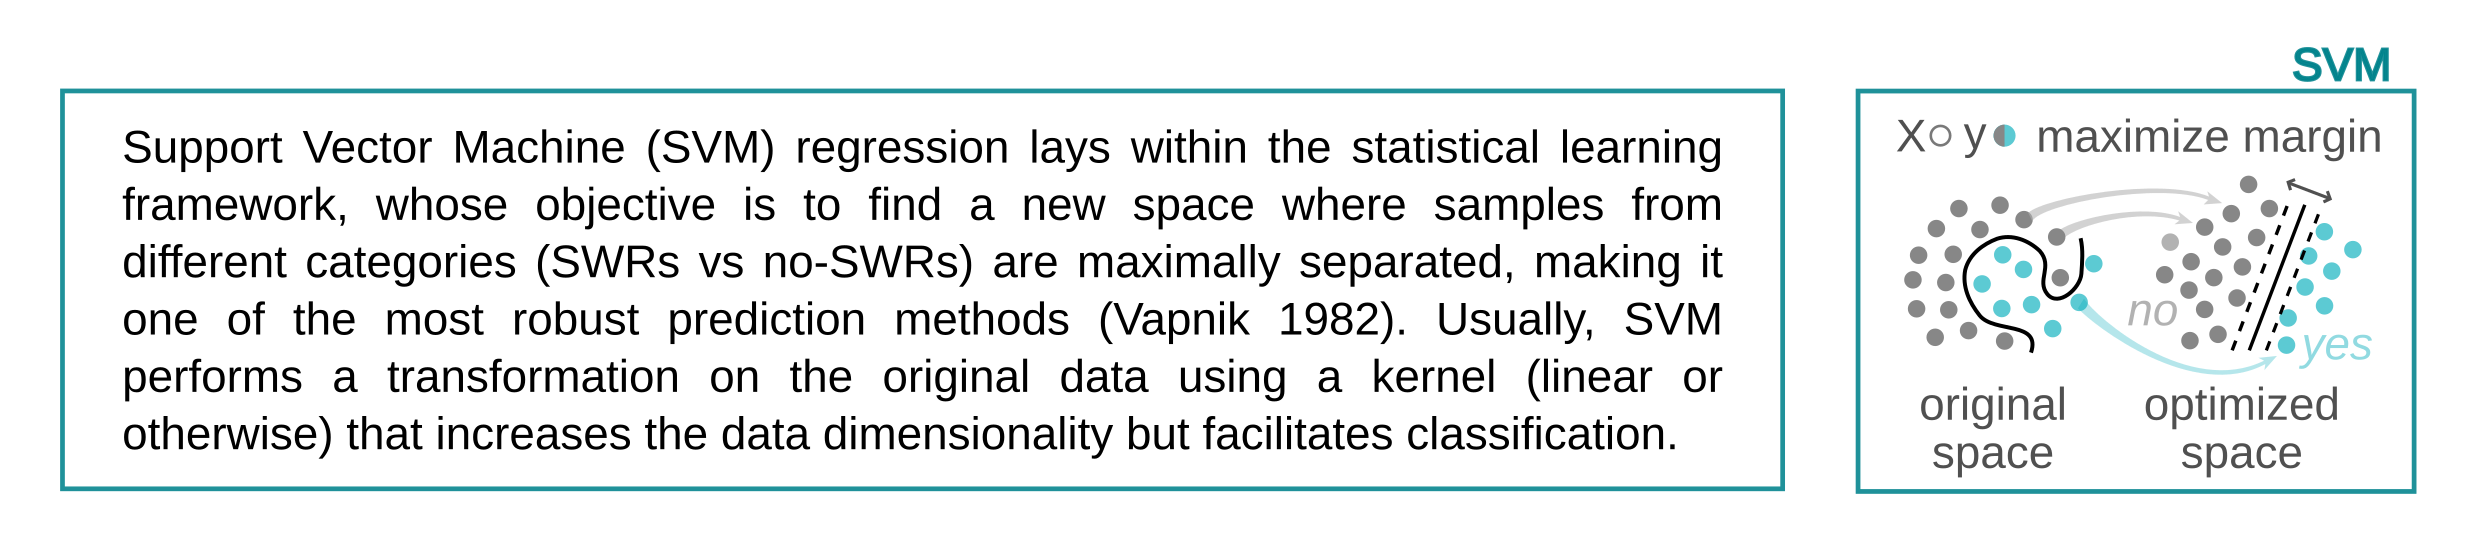 SVM
Support Vector Machine (SVM) regression lays within the statistical learning
framework, whose objective is to find a new space where samples from
different categories (SWRs vs no-SWRs) are maximally separated, making it
one of the most robust prediction methods (Vapnik 1982). Usually, SVM
performs a transformation on the original data using a kernel (linear or
otherwise) that increases the data dimensionality but facilitates classification.
X y maximize margin
no
yes
original
space
optimized
space